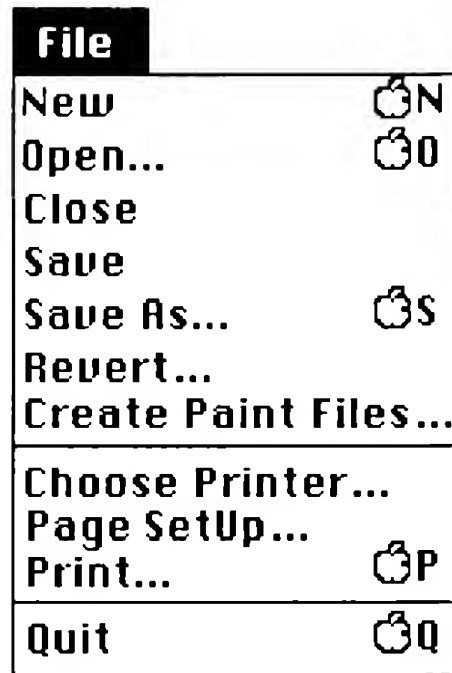 File
New N
Open... O
Close
Save
Save As... S
Revert...
Create Paint Files...
Choose Printer...
Page SetUp...
Print... P
Quit Q